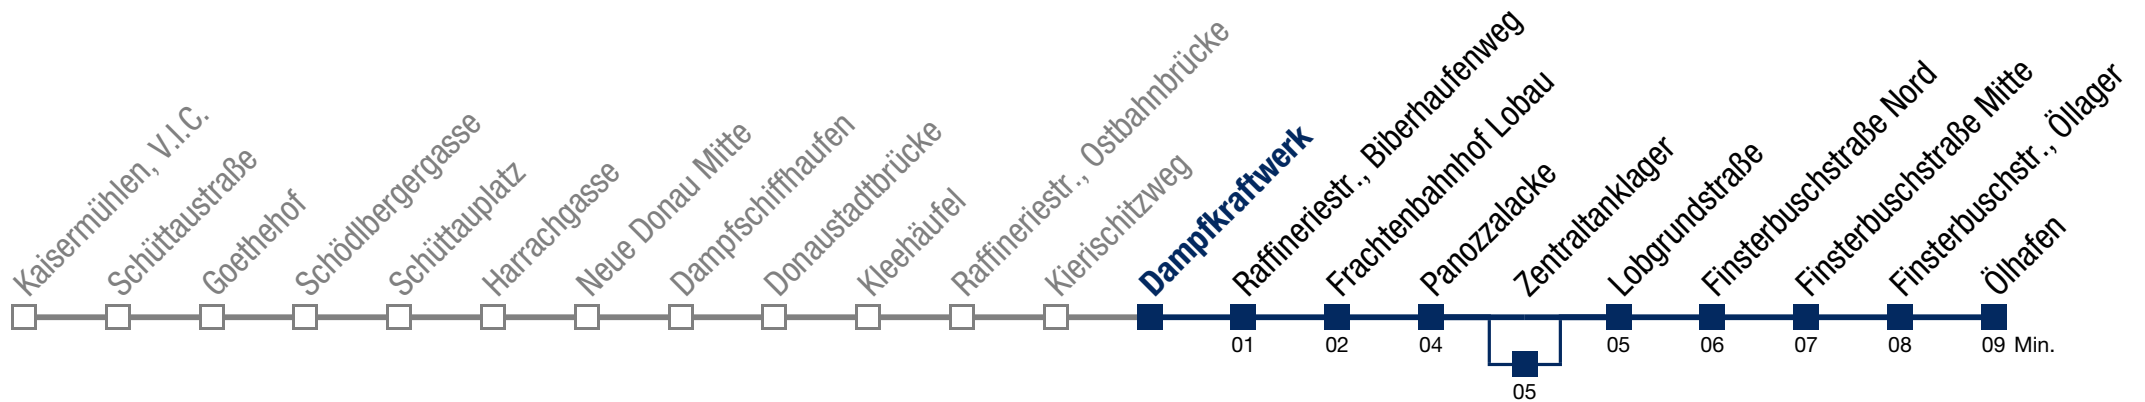 Kaisermühlen, V.I.C.
Schüttaustraße
Goethehof
Schödlbergergasse
Schüttauplatz
Harrachgasse
Neue Donau Mitte
Dampfschiffhaufen
Donaustadtbrücke
Kleehäufel
Raffineriestr., Ostbahnbrücke
Kierischitzweg
Dampfkraftwerk
Raffineriestr., Biberhaufenweg
Frachtenbahnhof Lobau
Panozzalacke
Zentraltanklager
Lobgrundstraße
Finsterbuschstraße Nord
Finsterbuschstraße Mitte
Finsterbuschstr., Öllager
Ölhafen
01 02 04 05 06 07 08 09 Min.
05